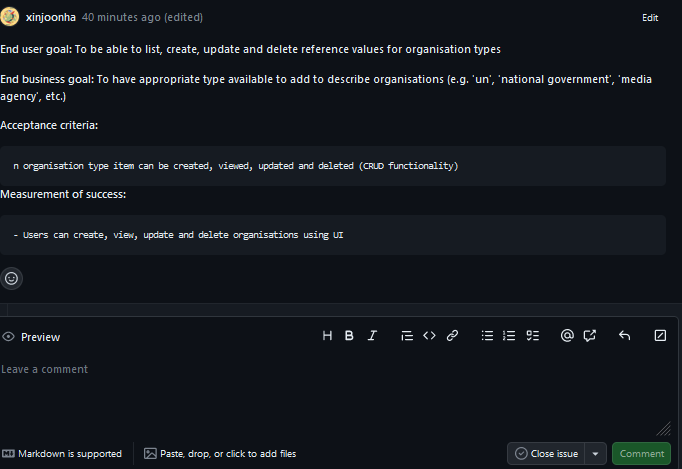 xinjoonha 40 minutes ago (edited) Edit
End user goal: To be able to list, create, update and delete reference values for organisation types
End business goal: To have appropriate type available to add to describe organisations (e.g. 'un', 'national government', 'media
agency', etc.)
Acceptance criteria:
n organisation type item can be created, viewed, updated and deleted (CRUD functionality)
Measurement of success:
- Users can create, view, update and delete organisations using UI
Preview
Leave a comment
Markdown is supported Paste, drop, or click to add files Close issue Comment